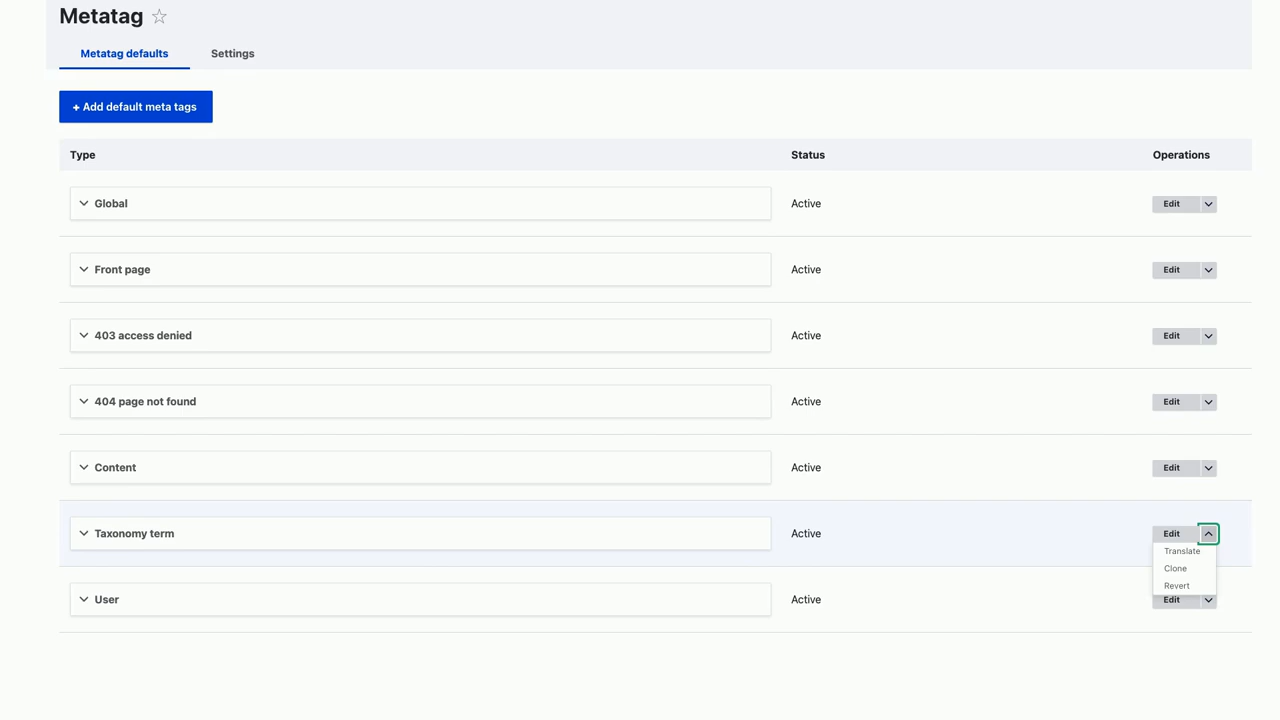 Metatag
Metatag defaults Settings
+ Add default meta tags
Type Status Operations
Global Active Edit
Front page Active Edit
403 access denied Active Edit
404 page not found Active Edit
Content Active Edit
Taxonomy term Active Edit
Translate
Clone
Revert
User Active Edit